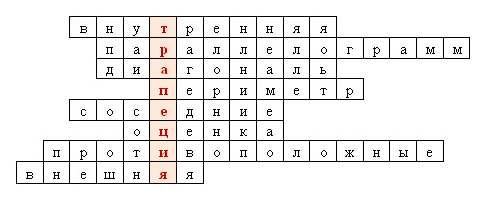 внутренняя
параллелограмм
диагональ
периметр
соседние
оценка
противоположные
внешняя